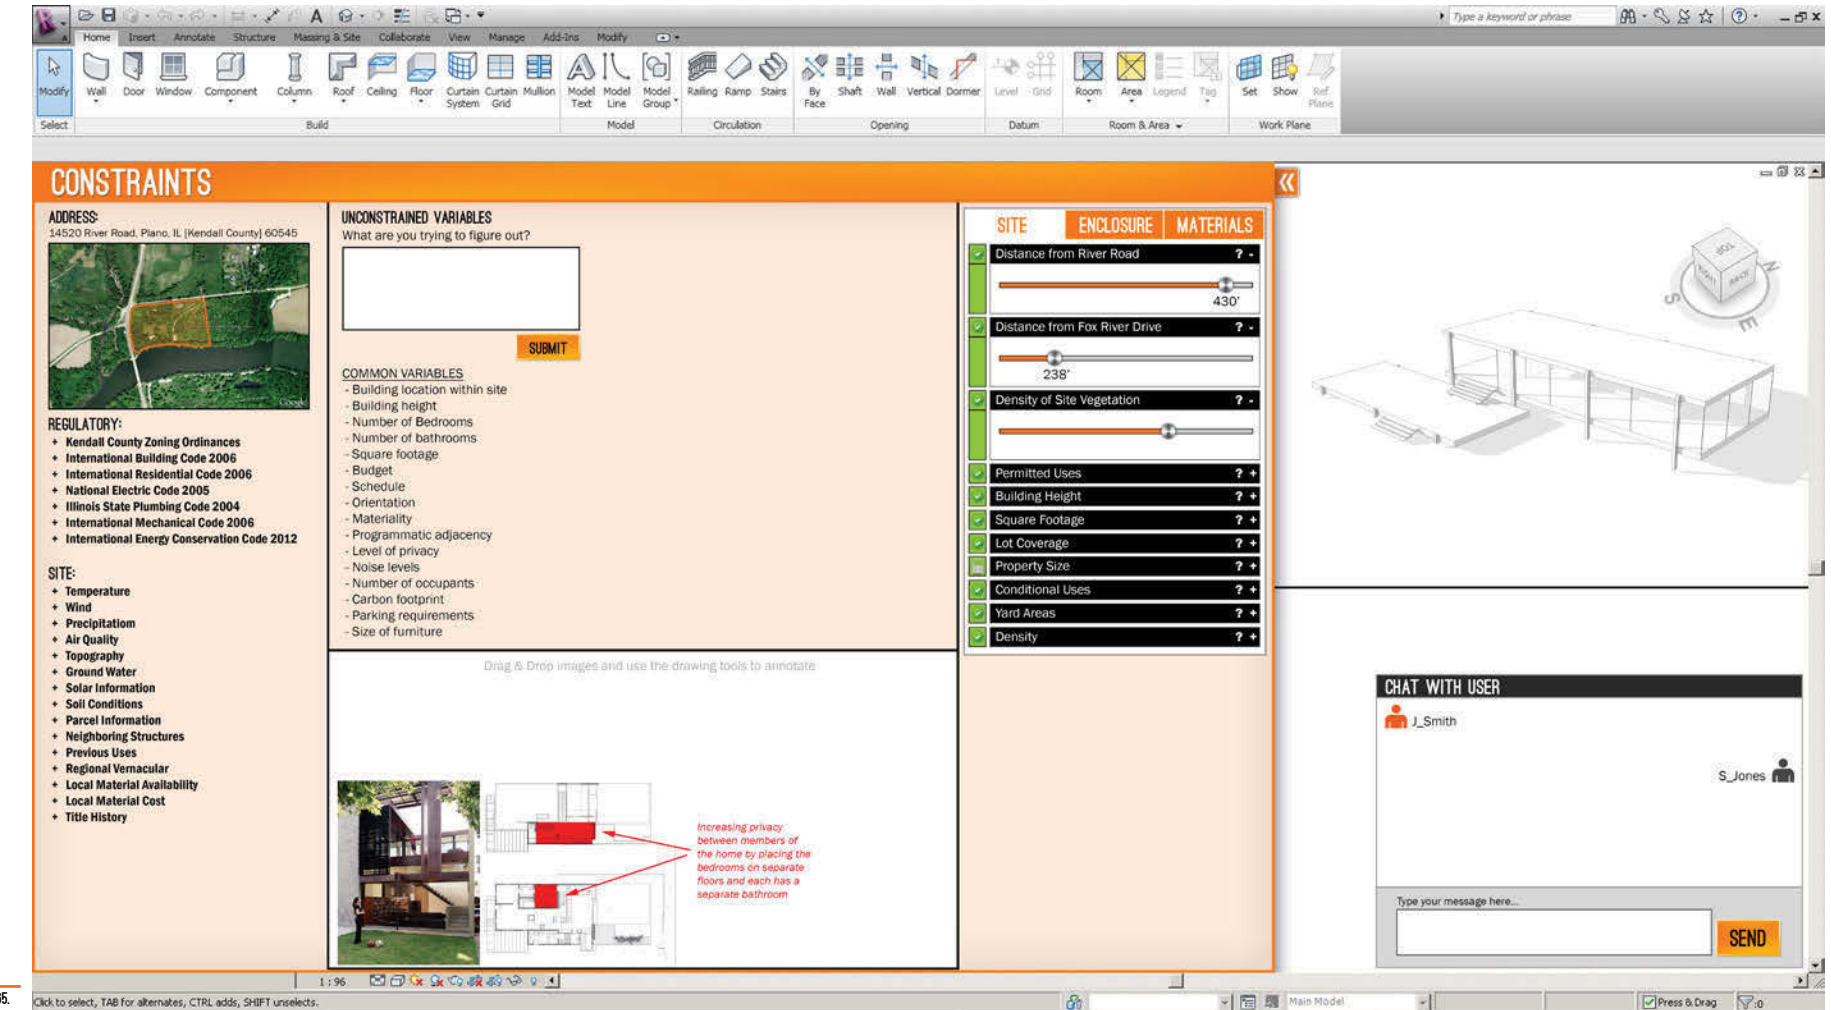 Type a keyword or phrase
Home Insert Annotate Structure Massing & Site Collaborate View Manage Add-Ins Modify
Modify Wall Door Window Component Column Roof Ceiling Floor Curtain System Curtain Grid Mullion Model Text Model Line Model Group Railing Ramp Stairs By Face Shaft Wall Vertical Dormer Level Grid Room Area Legend Tag Set Show Ref Plane
Select Build Model Circulation Opening Datum Room & Area Work Plane
CONSTRAINTS
ADDRESS:
14520 River Road, Plano, IL [Kendall County] 60545
Google
REGULATORY:
+ Kendall County Zoning Ordinances
+ International Building Code 2006
+ International Residential Code 2006
+ National Electric Code 2005
+ Illinois State Plumbing Code 2004
+ International Mechanical Code 2006
+ International Energy Conservation Code 2012
SITE:
+ Temperature
+ Wind
+ Precipitatiom
+ Air Quality
+ Topography
+ Ground Water
+ Solar Information
+ Soil Conditions
+ Parcel Information
+ Neighboring Structures
+ Previous Uses
+ Regional Vernacular
+ Local Material Availability
+ Local Material Cost
+ Title History
UNCONSTRAINED VARIABLES
What are you trying to figure out?
SUBMIT
COMMON VARIABLES
- Building location within site
- Building height
- Number of Bedrooms
- Number of bathrooms
- Square footage
- Budget
- Schedule
- Orientation
- Materiality
- Programmatic adjacency
- Level of privacy
- Noise levels
- Number of occupants
- Carbon footprint
- Parking requirements
- Size of furniture
Drag & Drop images and use the drawing tools to annotate
Increasing privacy
between members of
the home by placing the
bedrooms on separate
floors and each has a
separate bathroom
SITE ENCLOSURE MATERIALS
Distance from River Road ? -
430'
Distance from Fox River Drive ? -
238'
Density of Site Vegetation ? -
Permitted Uses ? +
Building Height ? +
Square Footage ? +
Lot Coverage ? +
Property Size ? +
Conditional Uses ? +
Yard Areas ? +
Density ? +
TOP
RIGHT BACK
N
S
E
CHAT WITH USER
J_Smith
S_Jones
Type your message here...
SEND
1 : 96
Click to select, TAB for alternates, CTRL adds, SHIFT unselects.
Main Model
Press & Drag
:0